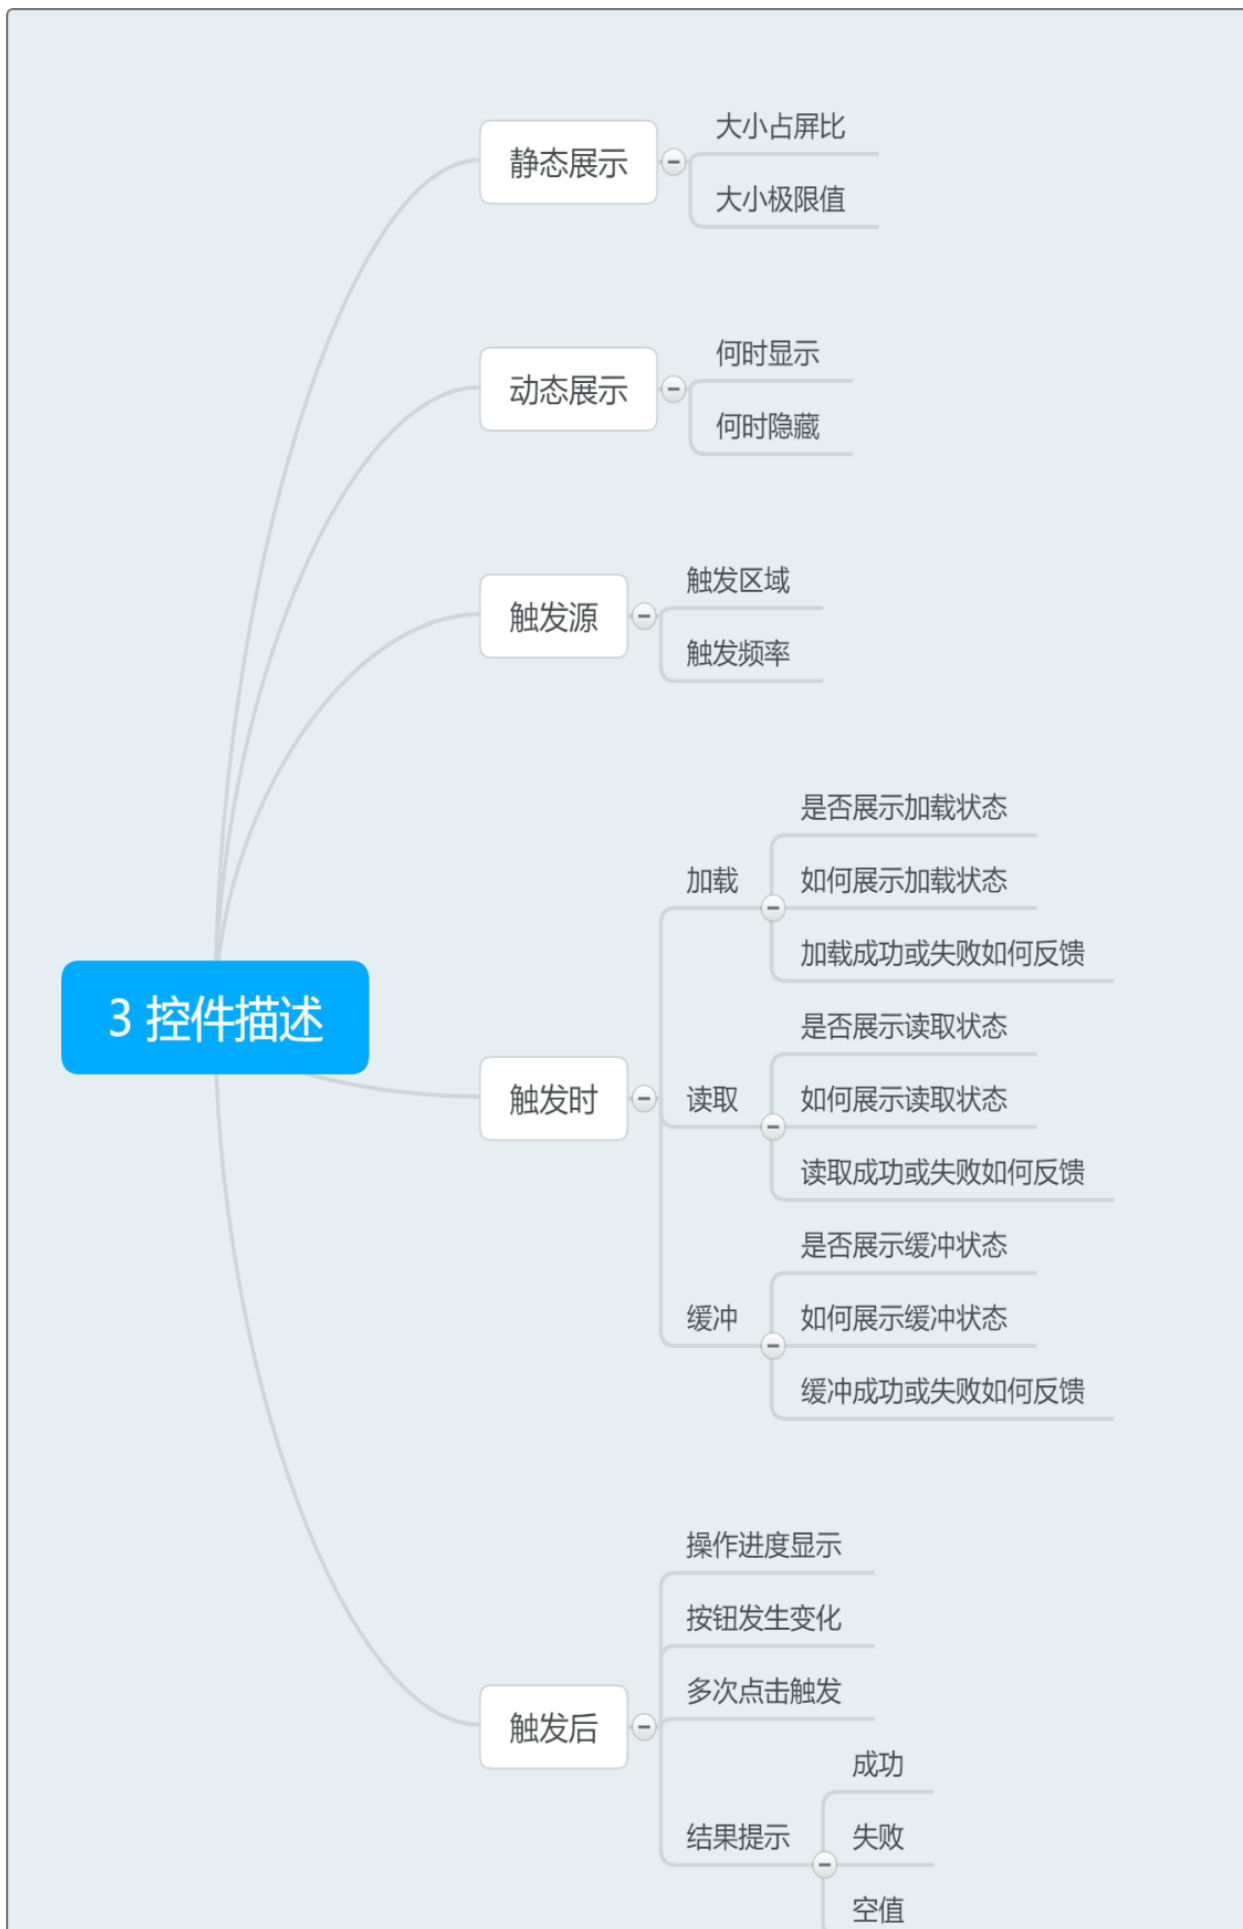 3 控件描述
静态展示
大小占屏比
大小极限值
动态展示
何时显示
何时隐藏
触发源
触发区域
触发频率
触发时
加载
是否展示加载状态
如何展示加载状态
加载成功或失败如何反馈
读取
是否展示读取状态
如何展示读取状态
读取成功或失败如何反馈
缓冲
是否展示缓冲状态
如何展示缓冲状态
缓冲成功或失败如何反馈
触发后
操作进度显示
按钮发生变化
多次点击触发
结果提示
成功
失败
空值